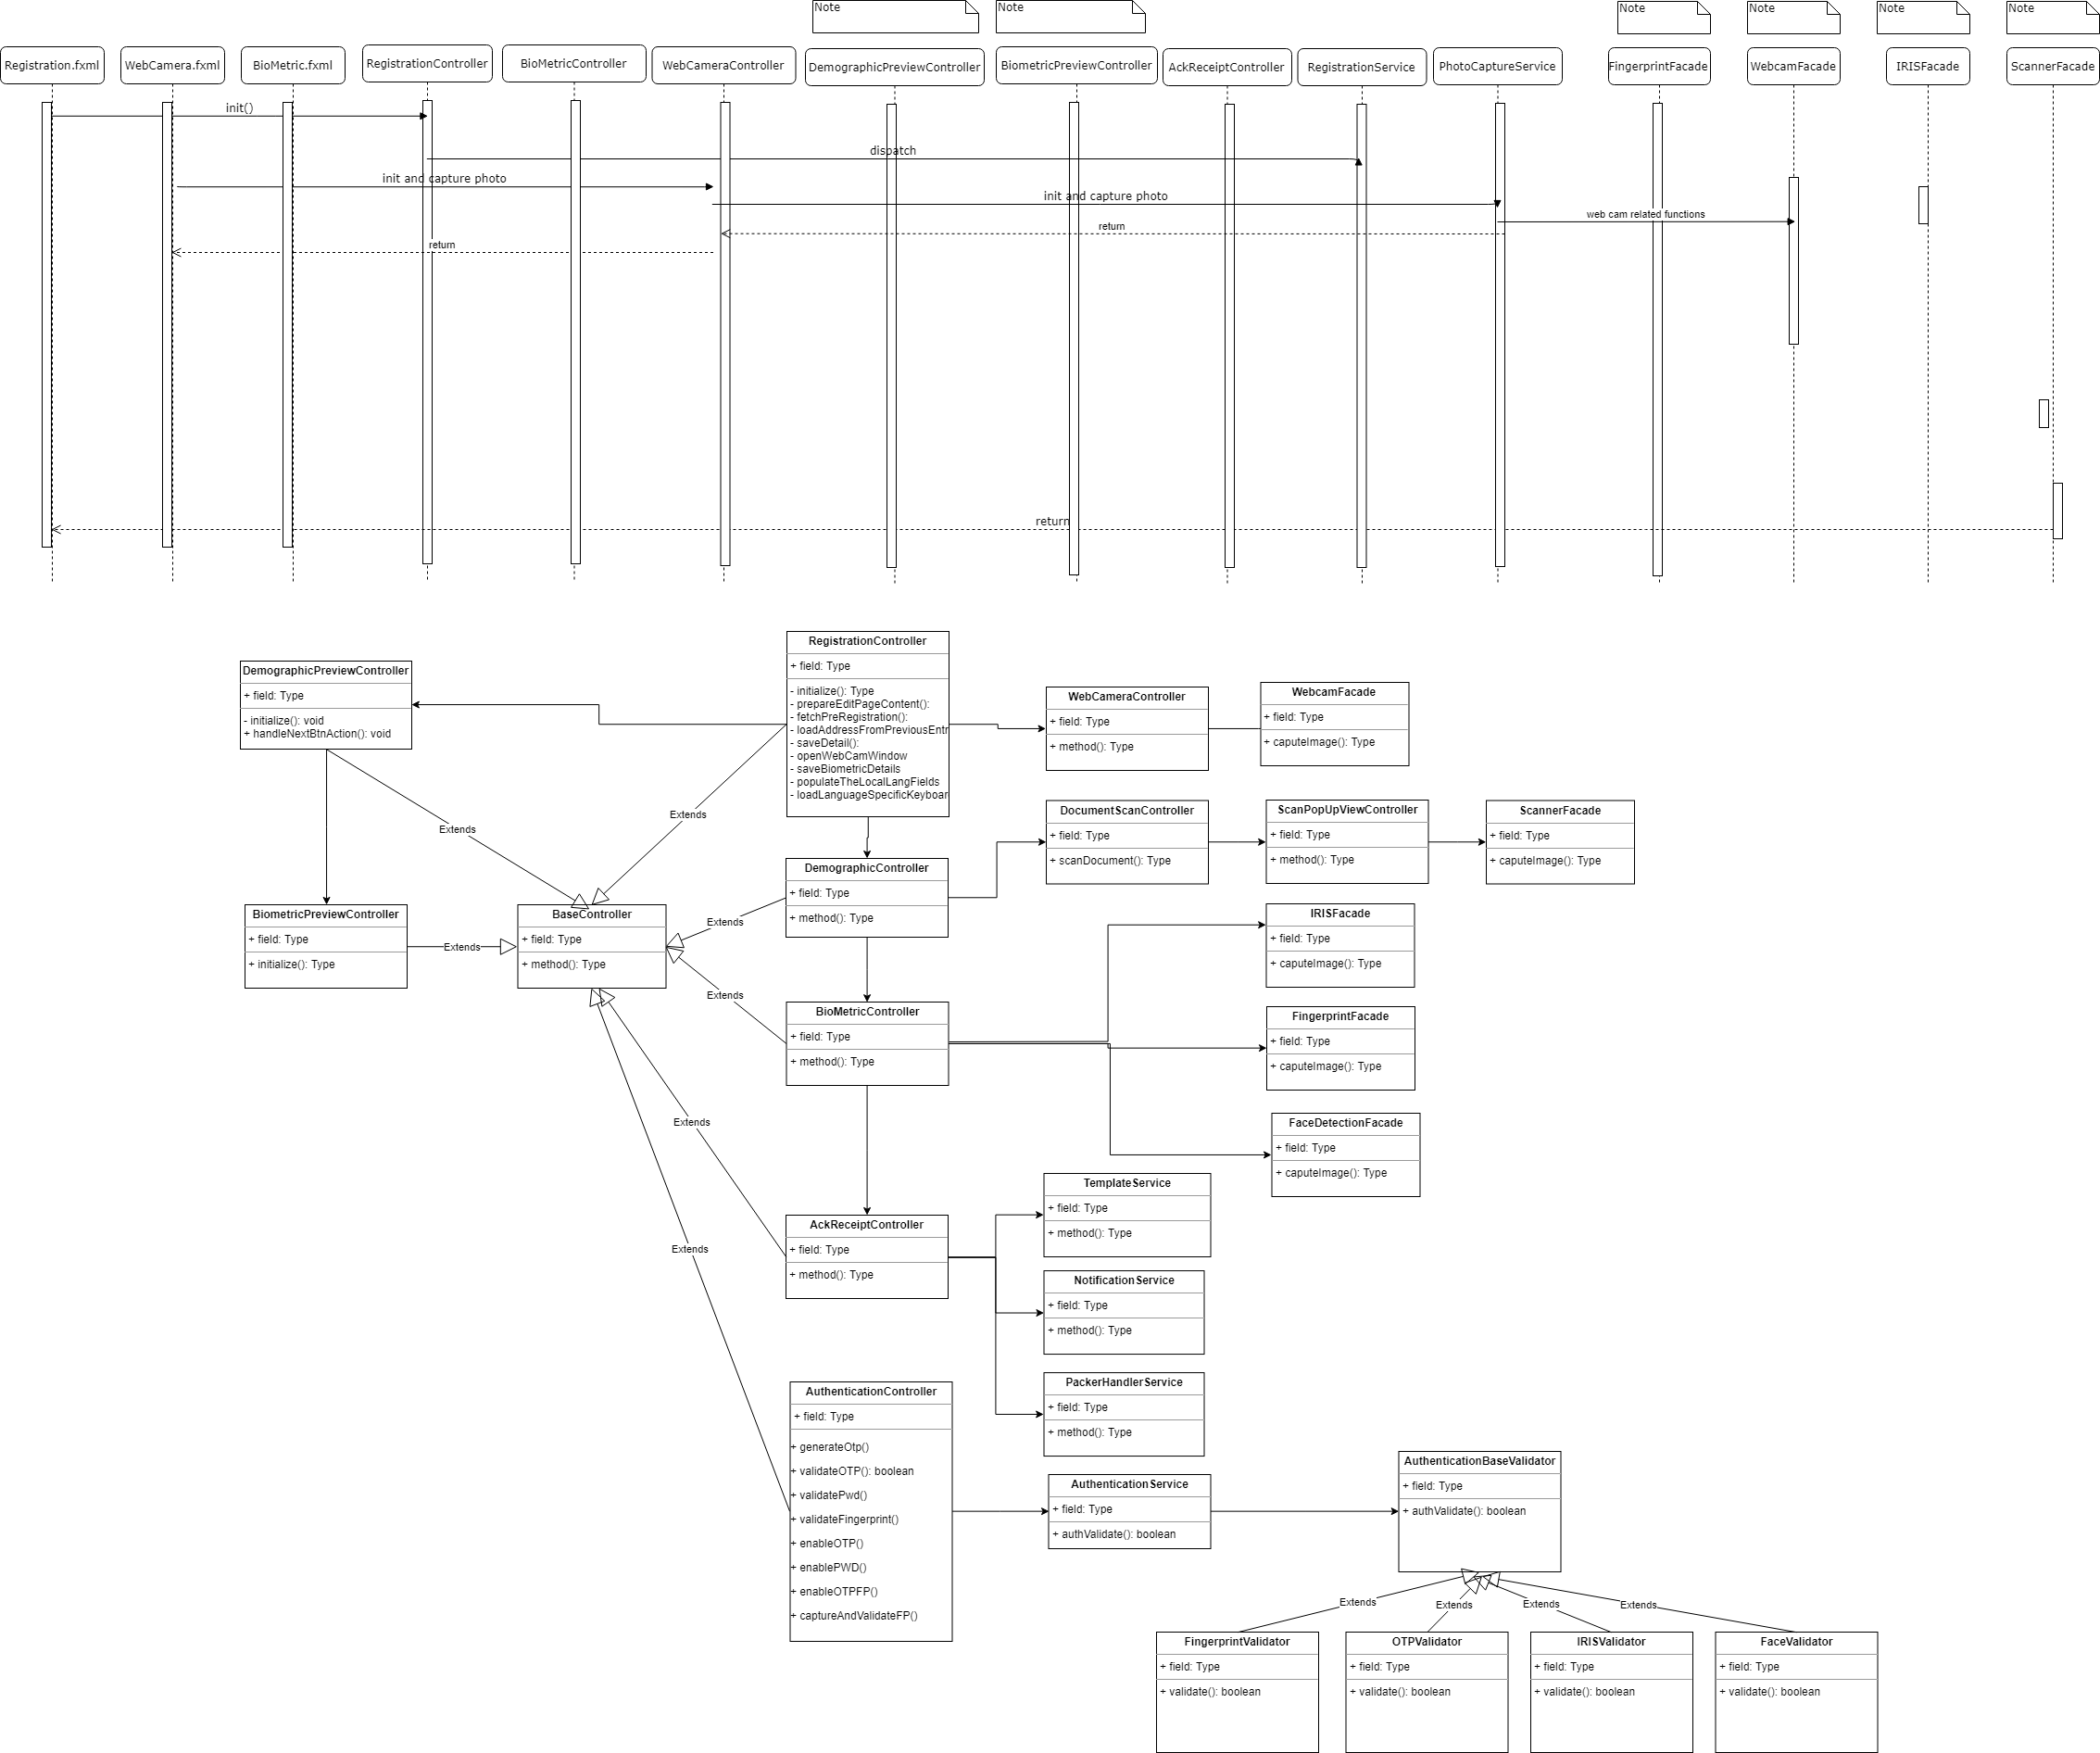 Note
Note
Note
Note
Note
Note
Registration.fxml
WebCamera.fxml
BioMetric.fxml
RegistrationController
BioMetricController
WebCameraController
DemographicPreviewController
BiometricPreviewController
AckReceiptController
RegistrationService
PhotoCaptureService
FingerprintFacade
WebcamFacade
IRISFacade
ScannerFacade
init()
dispatch
init and capture photo
init and capture photo
web cam related functions
return
return
return
RegistrationController
+ field: Type
- initialize(): Type
- prepareEditPageContent():
- fetchPreRegistration():
- loadAddressFromPreviousEntr
- saveDetail():
- openWebCamWindow
- saveBiometricDetails
- populateTheLocalLangFields
- loadLanguageSpecificKeyboar
DemographicPreviewController
+ field: Type
- initialize(): void
+ handleNextBtnAction(): void
WebCameraController
+ field: Type
+ method(): Type
WebcamFacade
+ field: Type
+ caputeImage(): Type
Extends
Extends
DocumentScanController
+ field: Type
+ scanDocument(): Type
ScanPopUpViewController
+ field: Type
+ method(): Type
ScannerFacade
+ field: Type
+ caputeImage(): Type
DemographicController
+ field: Type
+ method(): Type
BiometricPreviewController
+ field: Type
+ initialize(): Type
Extends
BaseController
+ field: Type
+ method(): Type
Extends
Extends
IRISFacade
+ field: Type
+ caputeImage(): Type
BioMetricController
+ field: Type
+ method(): Type
FingerprintFacade
+ field: Type
+ caputeImage(): Type
FaceDetectionFacade
+ field: Type
+ caputeImage(): Type
Extends
Extends
TemplateService
+ field: Type
+ method(): Type
AckReceiptController
+ field: Type
+ method(): Type
NotificationService
+ field: Type
+ method(): Type
PackerHandlerService
+ field: Type
+ method(): Type
AuthenticationController
+ field: Type
+ generateOtp()
+ validateOTP(): boolean
+ validatePwd()
+ validateFingerprint()
+ enableOTP()
+ enablePWD()
+ enableOTPFP()
+ captureAndValidateFP()
AuthenticationService
+ field: Type
+ authValidate(): boolean
AuthenticationBaseValidator
+ field: Type
+ authValidate(): boolean
Extends
Extends
Extends
Extends
FingerprintValidator
+ field: Type
+ validate(): boolean
OTPValidator
+ field: Type
+ validate(): boolean
IRISValidator
+ field: Type
+ validate(): boolean
FaceValidator
+ field: Type
+ validate(): boolean